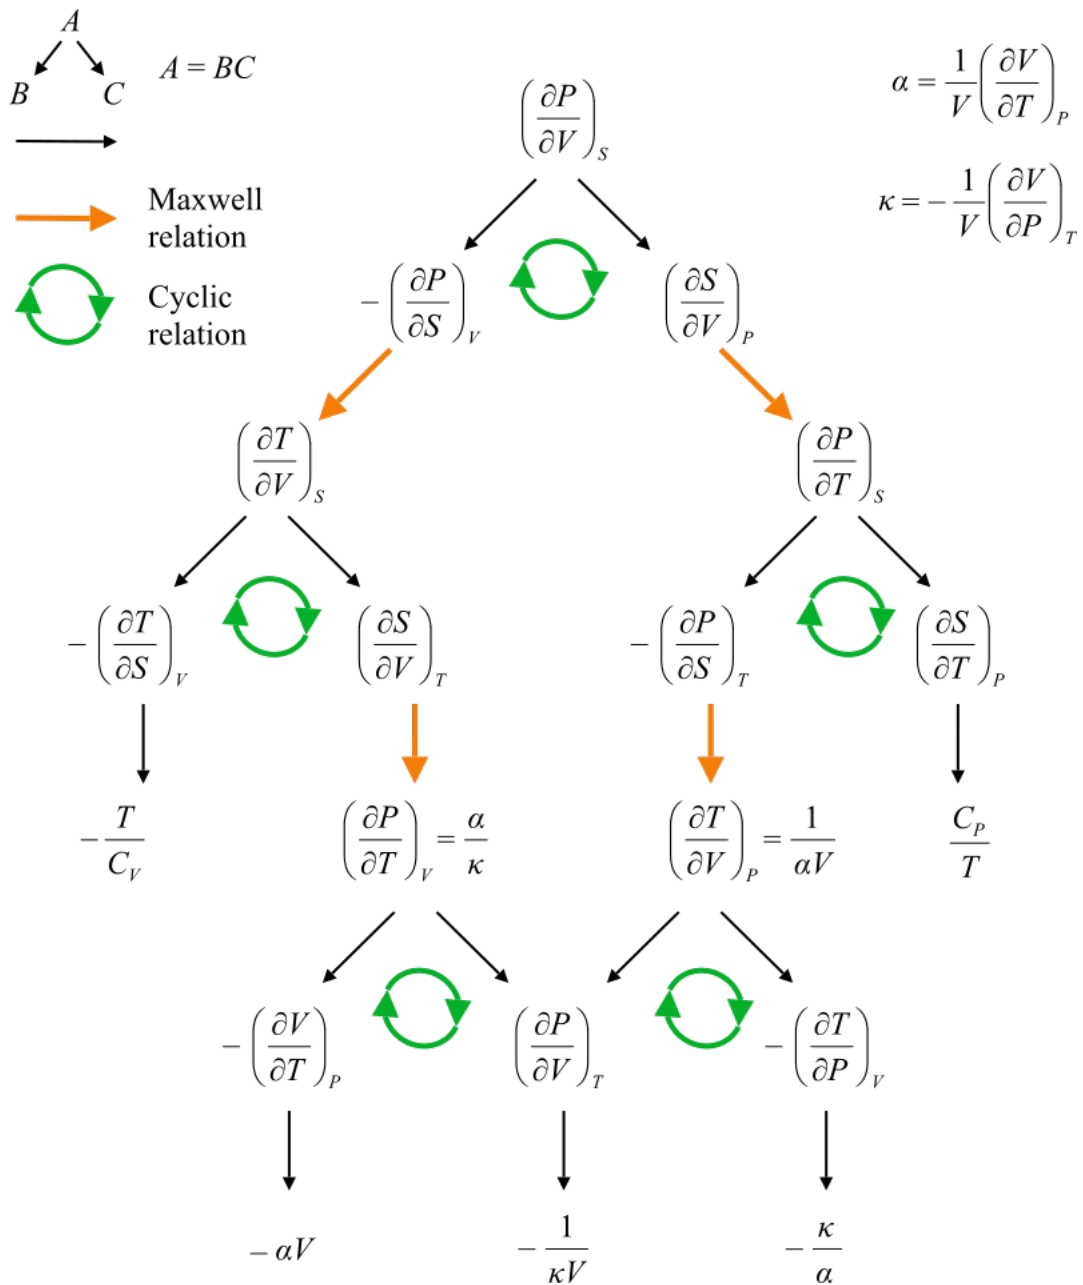 A
B C
A = BC
Maxwell
relation
Cyclic
relation
α = 1/V (∂V/∂T)_P
κ = − 1/V (∂V/∂P)_T
(∂P/∂V)_S
− (∂P/∂S)_V
(∂S/∂V)_P
(∂T/∂V)_S
(∂P/∂T)_S
− (∂T/∂S)_V
(∂S/∂V)_T
− (∂P/∂S)_T
(∂S/∂T)_P
− T/C_V
(∂P/∂T)_V = α/κ
(∂T/∂V)_P = 1/αV
C_P/T
− (∂V/∂T)_P
(∂P/∂V)_T
− (∂T/∂P)_V
− αV
− 1/κV
− κ/α